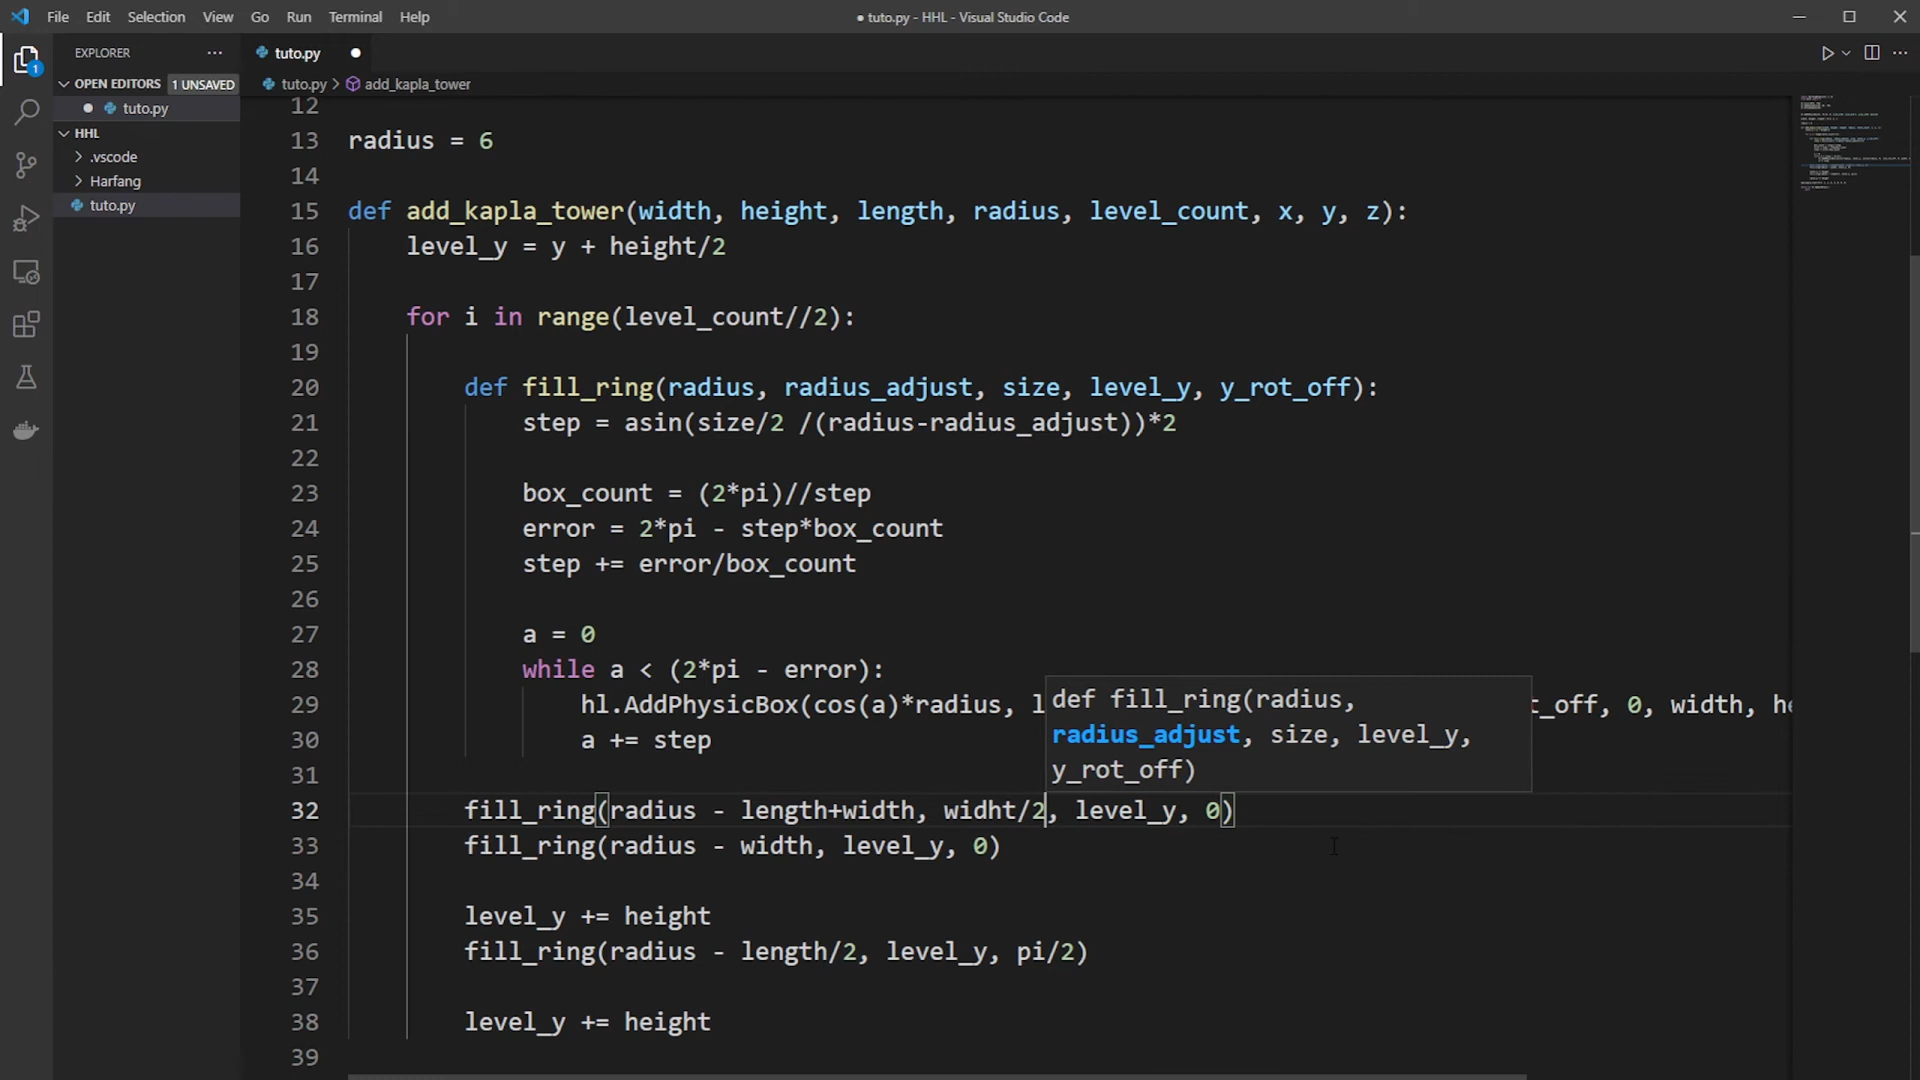 File Edit Selection View Go Run Terminal Help
● tuto.py - HHL - Visual Studio Code
EXPLORER ···
tuto.py ●
OPEN EDITORS 1 UNSAVED
● tuto.py
HHL
.vscode
Harfang
tuto.py
1
tuto.py > add_kapla_tower
12
13 radius = 6
14
15 def add_kapla_tower(width, height, length, radius, level_count, x, y, z):
16 level_y = y + height/2
17
18 for i in range(level_count//2):
19
20 def fill_ring(radius, radius_adjust, size, level_y, y_rot_off):
21 step = asin(size/2 /(radius-radius_adjust))*2
22
23 box_count = (2*pi)//step
24 error = 2*pi - step*box_count
25 step += error/box_count
26
27 a = 0
28 while a < (2*pi - error):
29 hl.AddPhysicBox(cos(a)*radius, l t_off, 0, width, he
30 a += step
def fill_ring(radius,
radius_adjust, size, level_y,
y_rot_off)
31
32 fill_ring(radius - length+width, widht/2, level_y, 0)
33 fill_ring(radius - width, level_y, 0)
34
35 level_y += height
36 fill_ring(radius - length/2, level_y, pi/2)
37
38 level_y += height
39